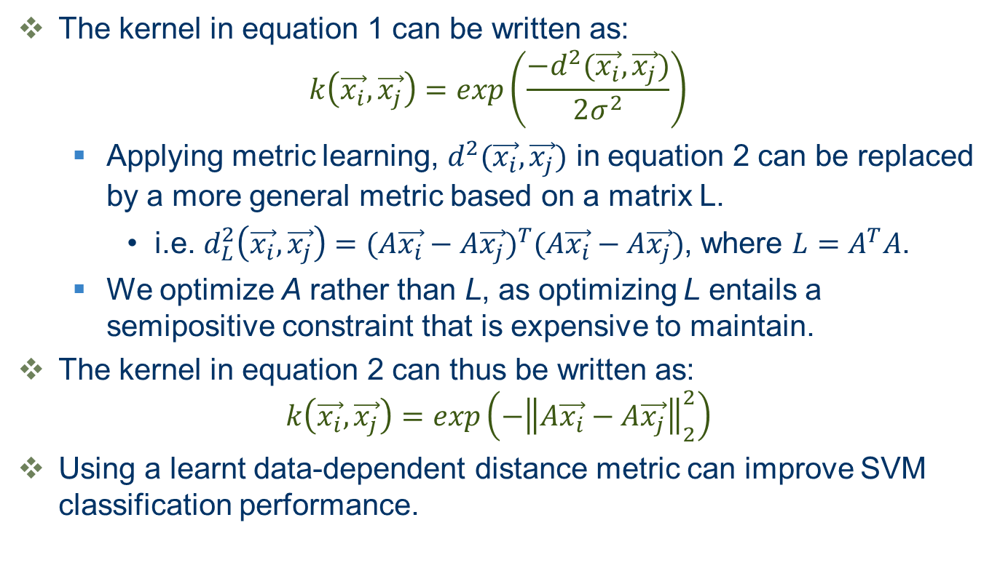 ❖ The kernel in equation 1 can be written as:
$k(\overrightarrow{x_i}, \overrightarrow{x_j}) = exp\left(\frac{-d^2(\overrightarrow{x_i}, \overrightarrow{x_j})}{2\sigma^2}\right)$
▪ Applying metric learning, $d^2(\overrightarrow{x_i}, \overrightarrow{x_j})$ in equation 2 can be replaced
by a more general metric based on a matrix L.
• i.e. $d_L^2(\overrightarrow{x_i}, \overrightarrow{x_j}) = (A\overrightarrow{x_i} - A\overrightarrow{x_j})^T(A\overrightarrow{x_i} - A\overrightarrow{x_j})$, where $L = A^T A$.
▪ We optimize A rather than L, as optimizing L entails a
semipositive constraint that is expensive to maintain.
❖ The kernel in equation 2 can thus be written as:
$k(\overrightarrow{x_i}, \overrightarrow{x_j}) = exp\left(-\left\|A\overrightarrow{x_i} - A\overrightarrow{x_j}\right\|_2^2\right)$
❖ Using a learnt data-dependent distance metric can improve SVM
classification performance.